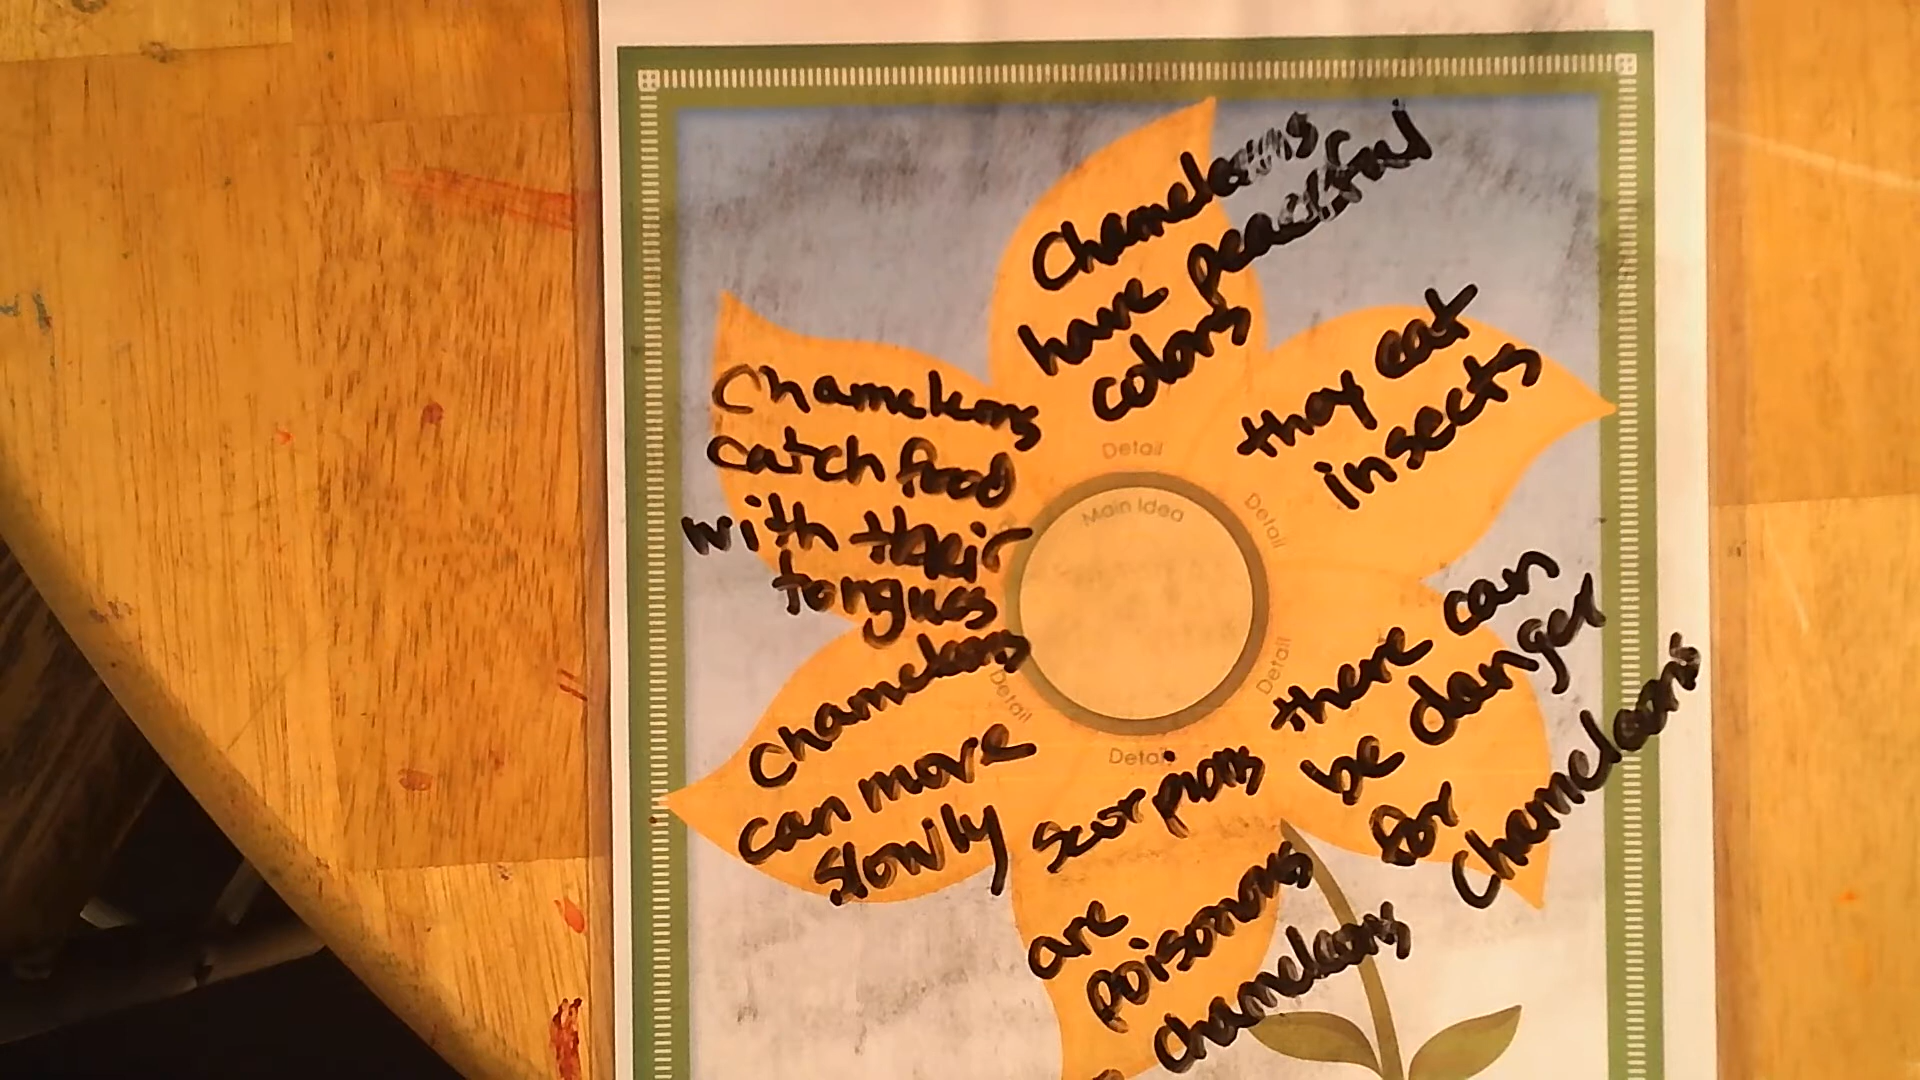 Chameleons
have peaceful
colors
Detail
they eat
insects
Detail
there can
be danger
for
Chameleons
Detail
scorpions
are
poisonous
chameleons
Detail
Chameleons
can move
slowly
Detail
Chameleons
catch food
with their
tongues
Main Idea